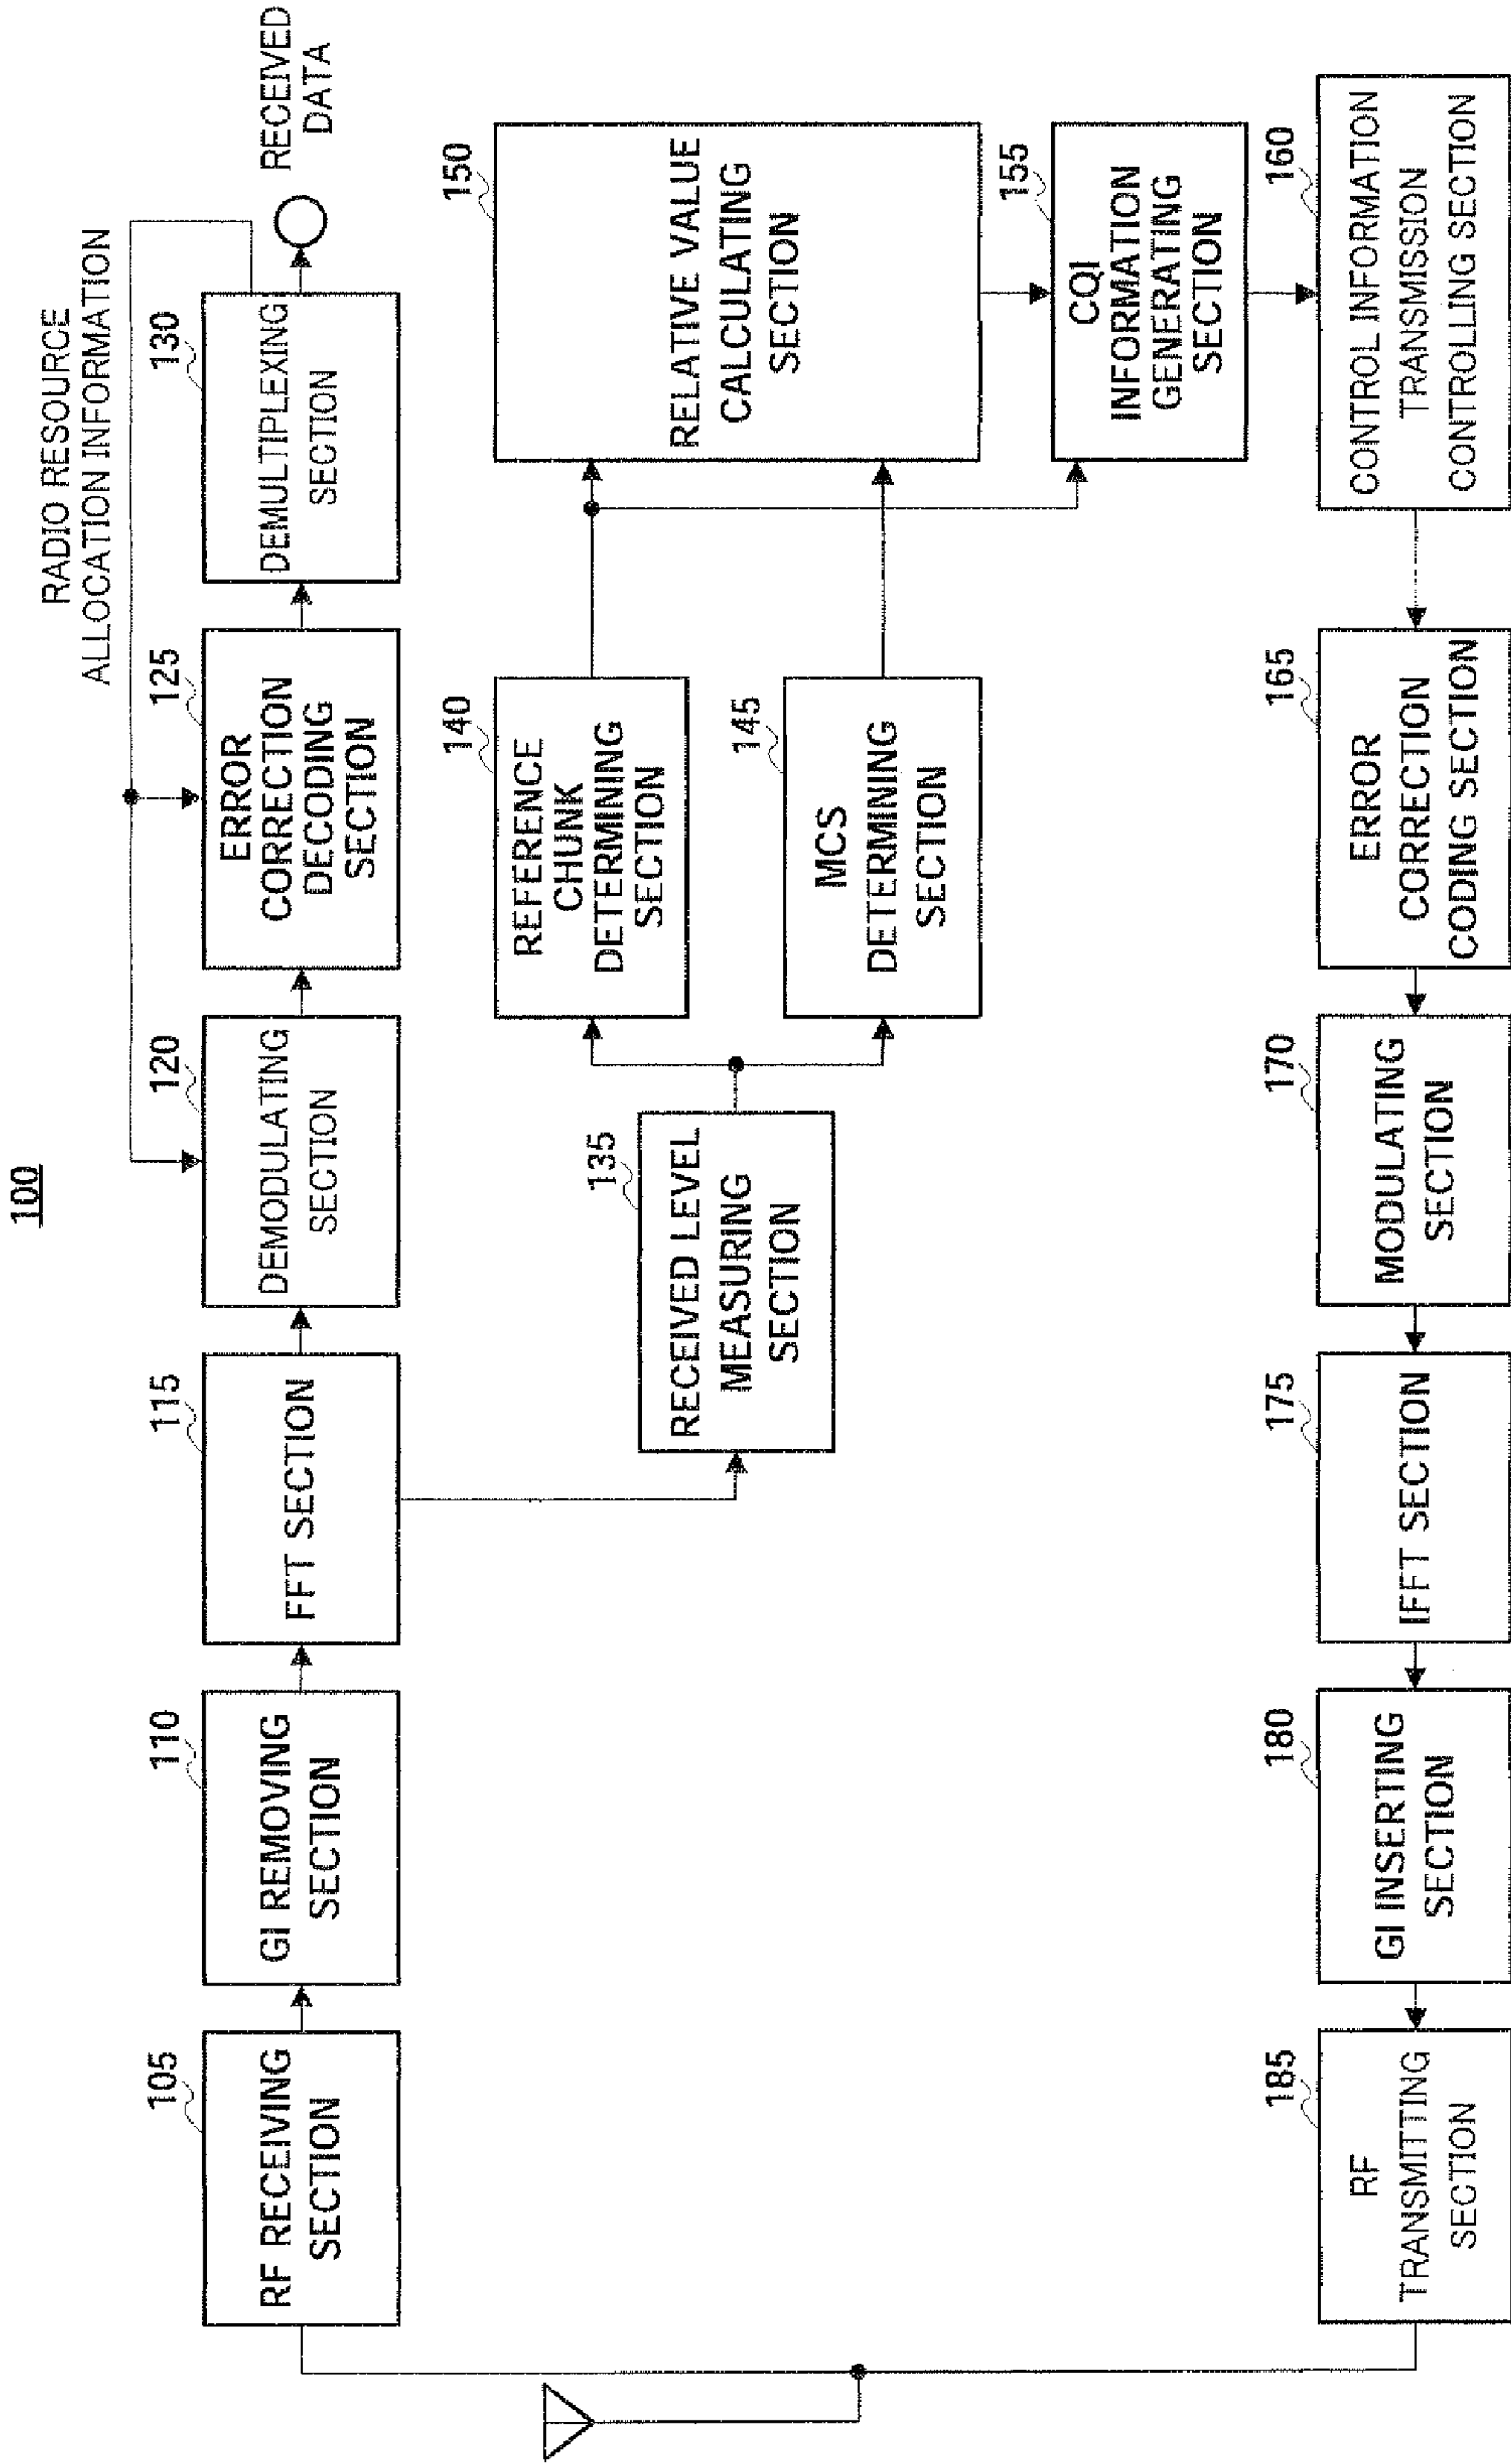 100
RADIO RESOURCE
ALLOCATION INFORMATION
105
RF RECEIVING
SECTION
110
GI REMOVING
SECTION
115
FFT SECTION
120
DEMODULATING
SECTION
125
ERROR
CORRECTION
DECODING
SECTION
130
DEMULTIPLEXING
SECTION
RECEIVED
DATA
135
RECEIVED LEVEL
MEASURING
SECTION
140
REFERENCE
CHUNK
DETERMINING
SECTION
145
MCS
DETERMINING
SECTION
150
RELATIVE VALUE
CALCULATING
SECTION
155
CQI
INFORMATION
GENERATING
SECTION
160
CONTROL INFORMATION
TRANSMISSION
CONTROLLING SECTION
165
ERROR
CORRECTION
CODING SECTION
170
MODULATING
SECTION
175
IFFT SECTION
180
GI INSERTING
SECTION
185
RF
TRANSMITTING
SECTION